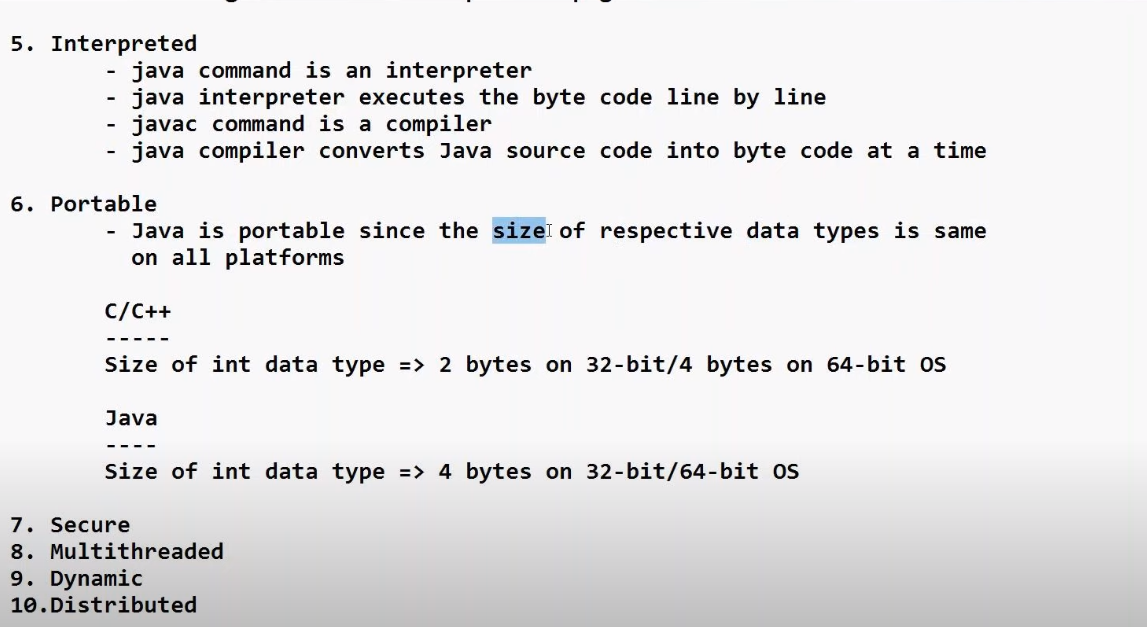 5. Interpreted
- java command is an interpreter
- java interpreter executes the byte code line by line
- javac command is a compiler
- java compiler converts Java source code into byte code at a time
6. Portable
- Java is portable since the size of respective data types is same
on all platforms
C/C++
-----
Size of int data type => 2 bytes on 32-bit/4 bytes on 64-bit OS
Java
----
Size of int data type => 4 bytes on 32-bit/64-bit OS
7. Secure
8. Multithreaded
9. Dynamic
10.Distributed